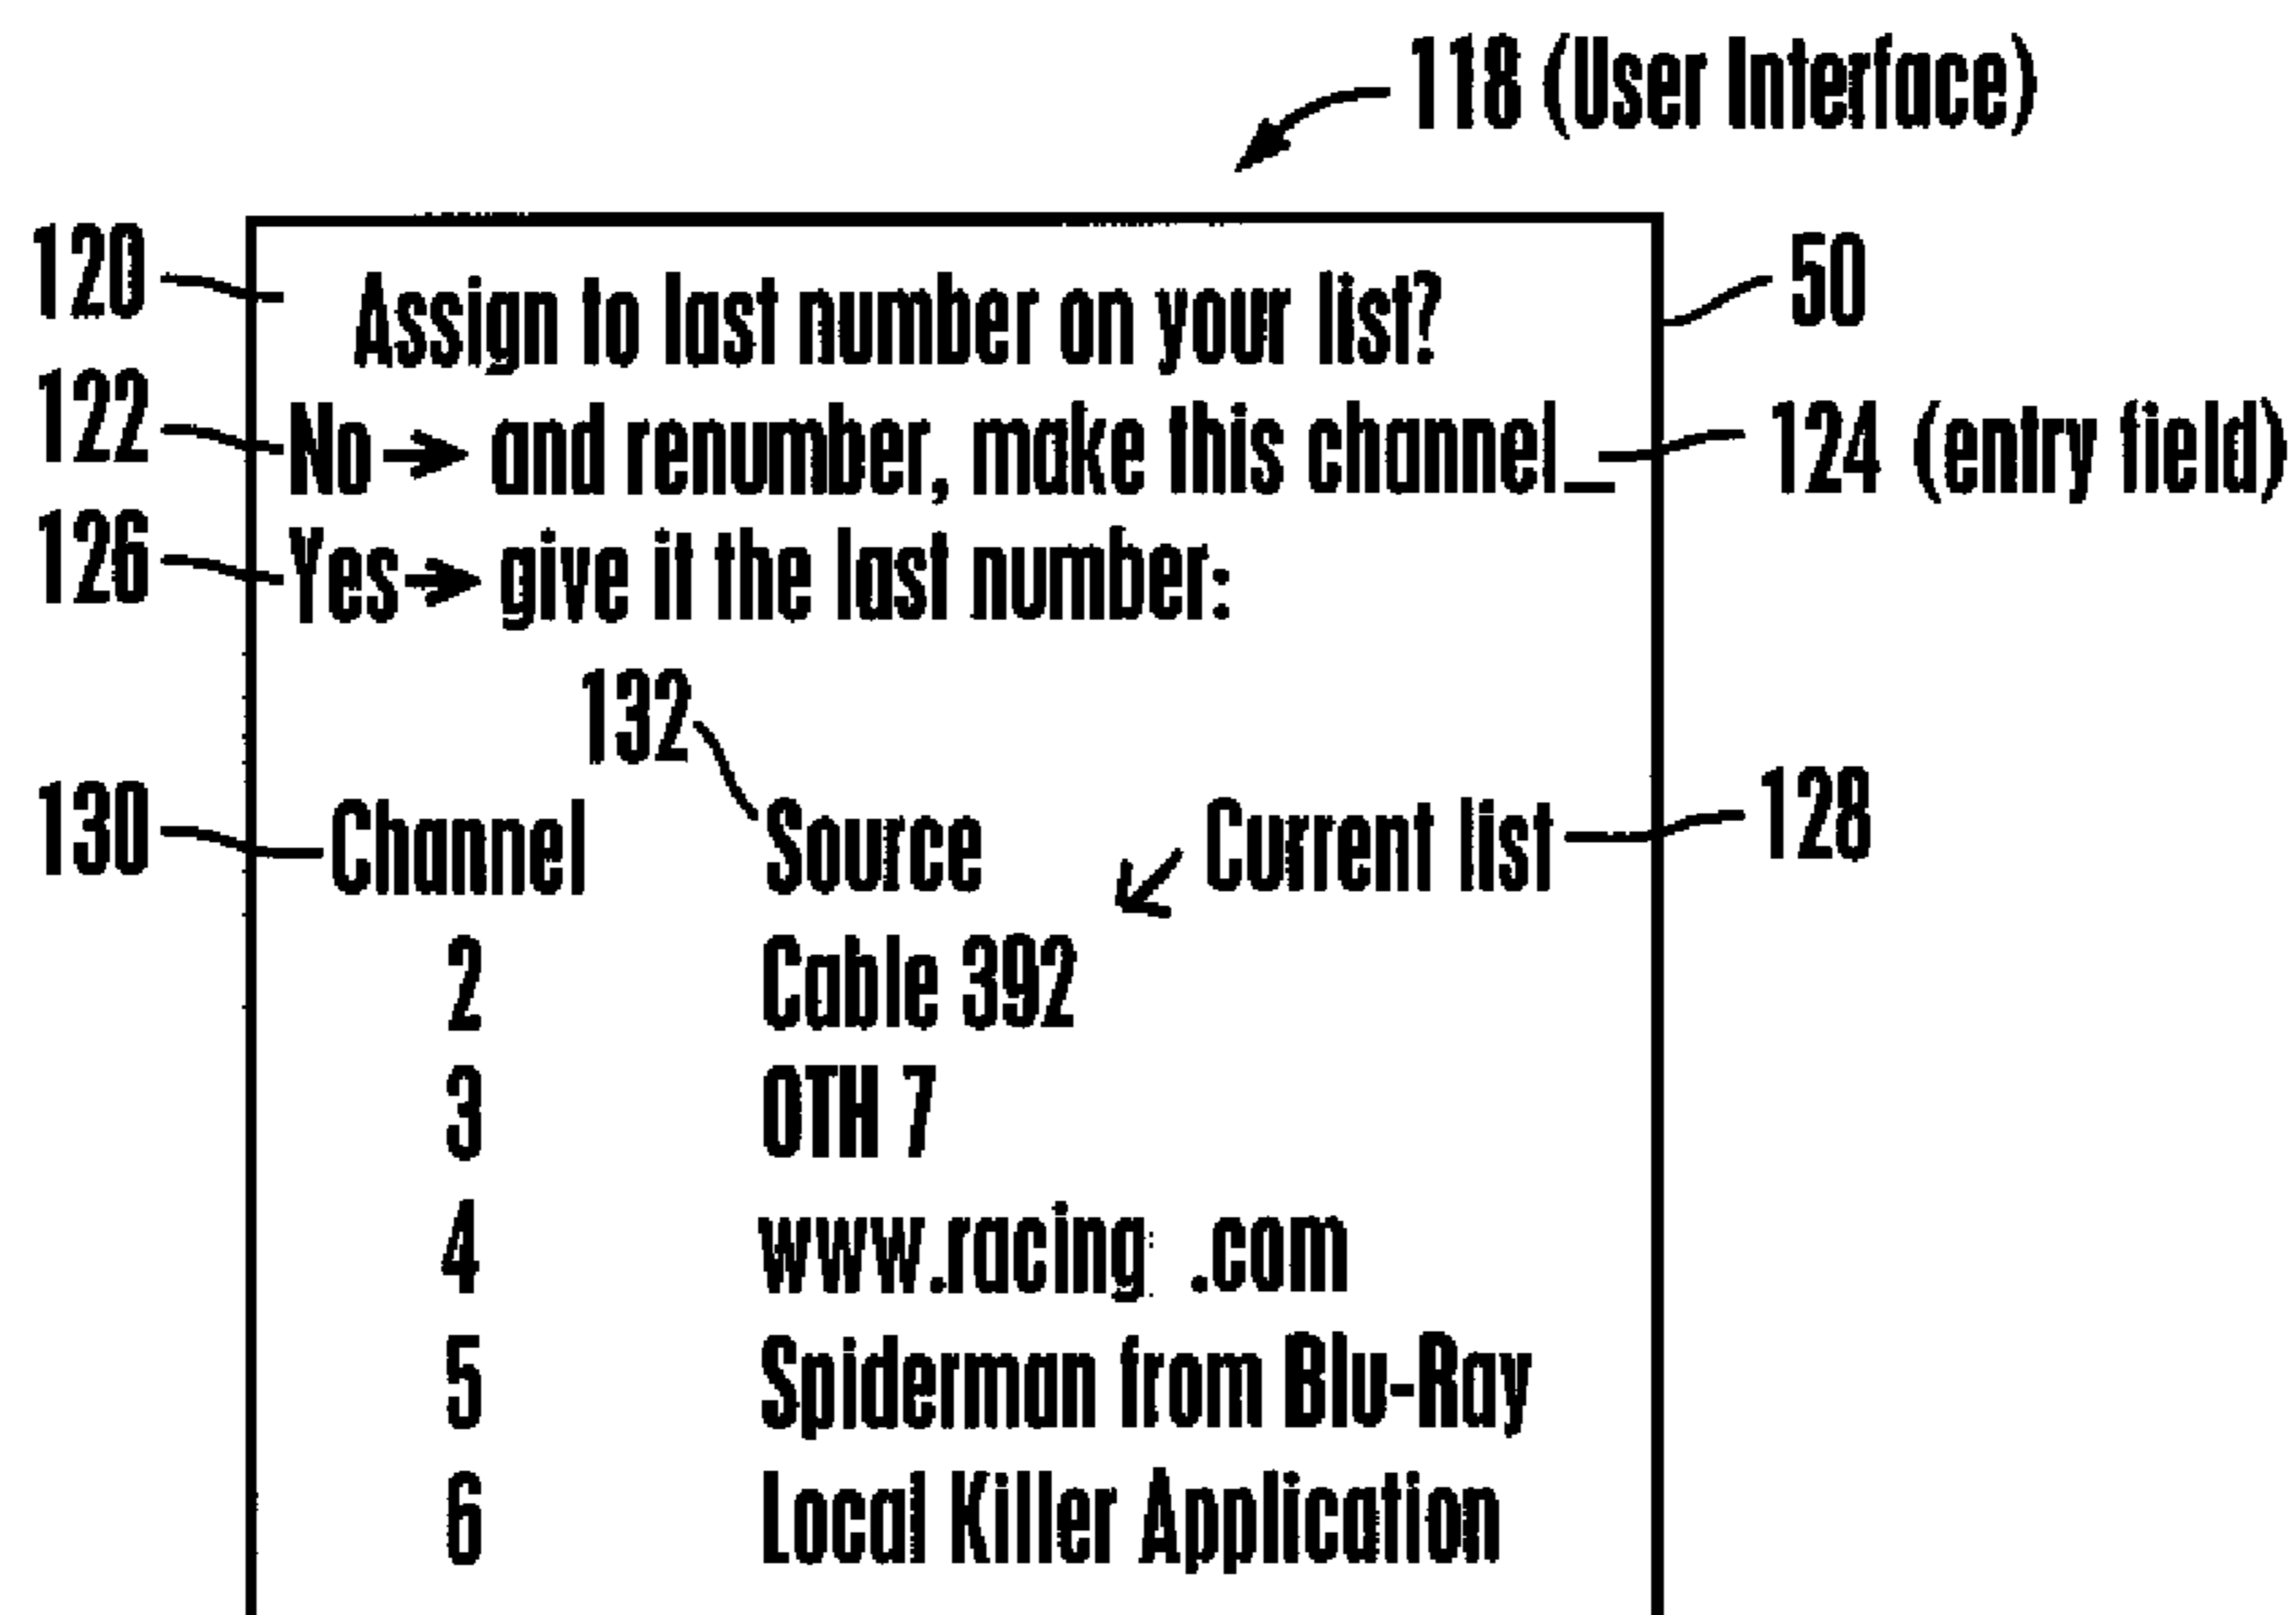 118 (User Interface)
120 Assign to last number on your list? 50
122 No → and renumber, make this channel_ 124 (entry field)
126 Yes → give it the last number:
132
130 Channel Source Current list 128
2 Cable 392
3 OTH 7
4 www.racing .com
5 Spiderman from Blu-Ray
6 Local Killer Application